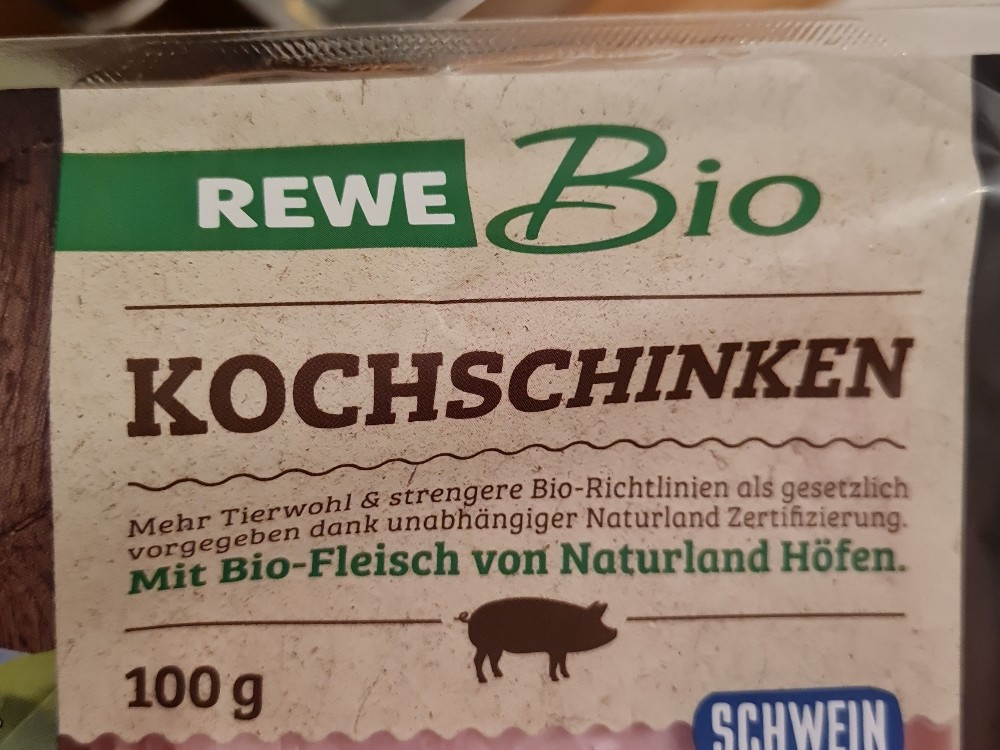 REWE Bio
KOCHSCHINKEN
Mehr Tierwohl & strengere Bio-Richtlinien als gesetzlich
vorgegeben dank unabhängiger Naturland Zertifizierung.
Mit Bio-Fleisch von Naturland Höfen.
100 g
SCHWEIN